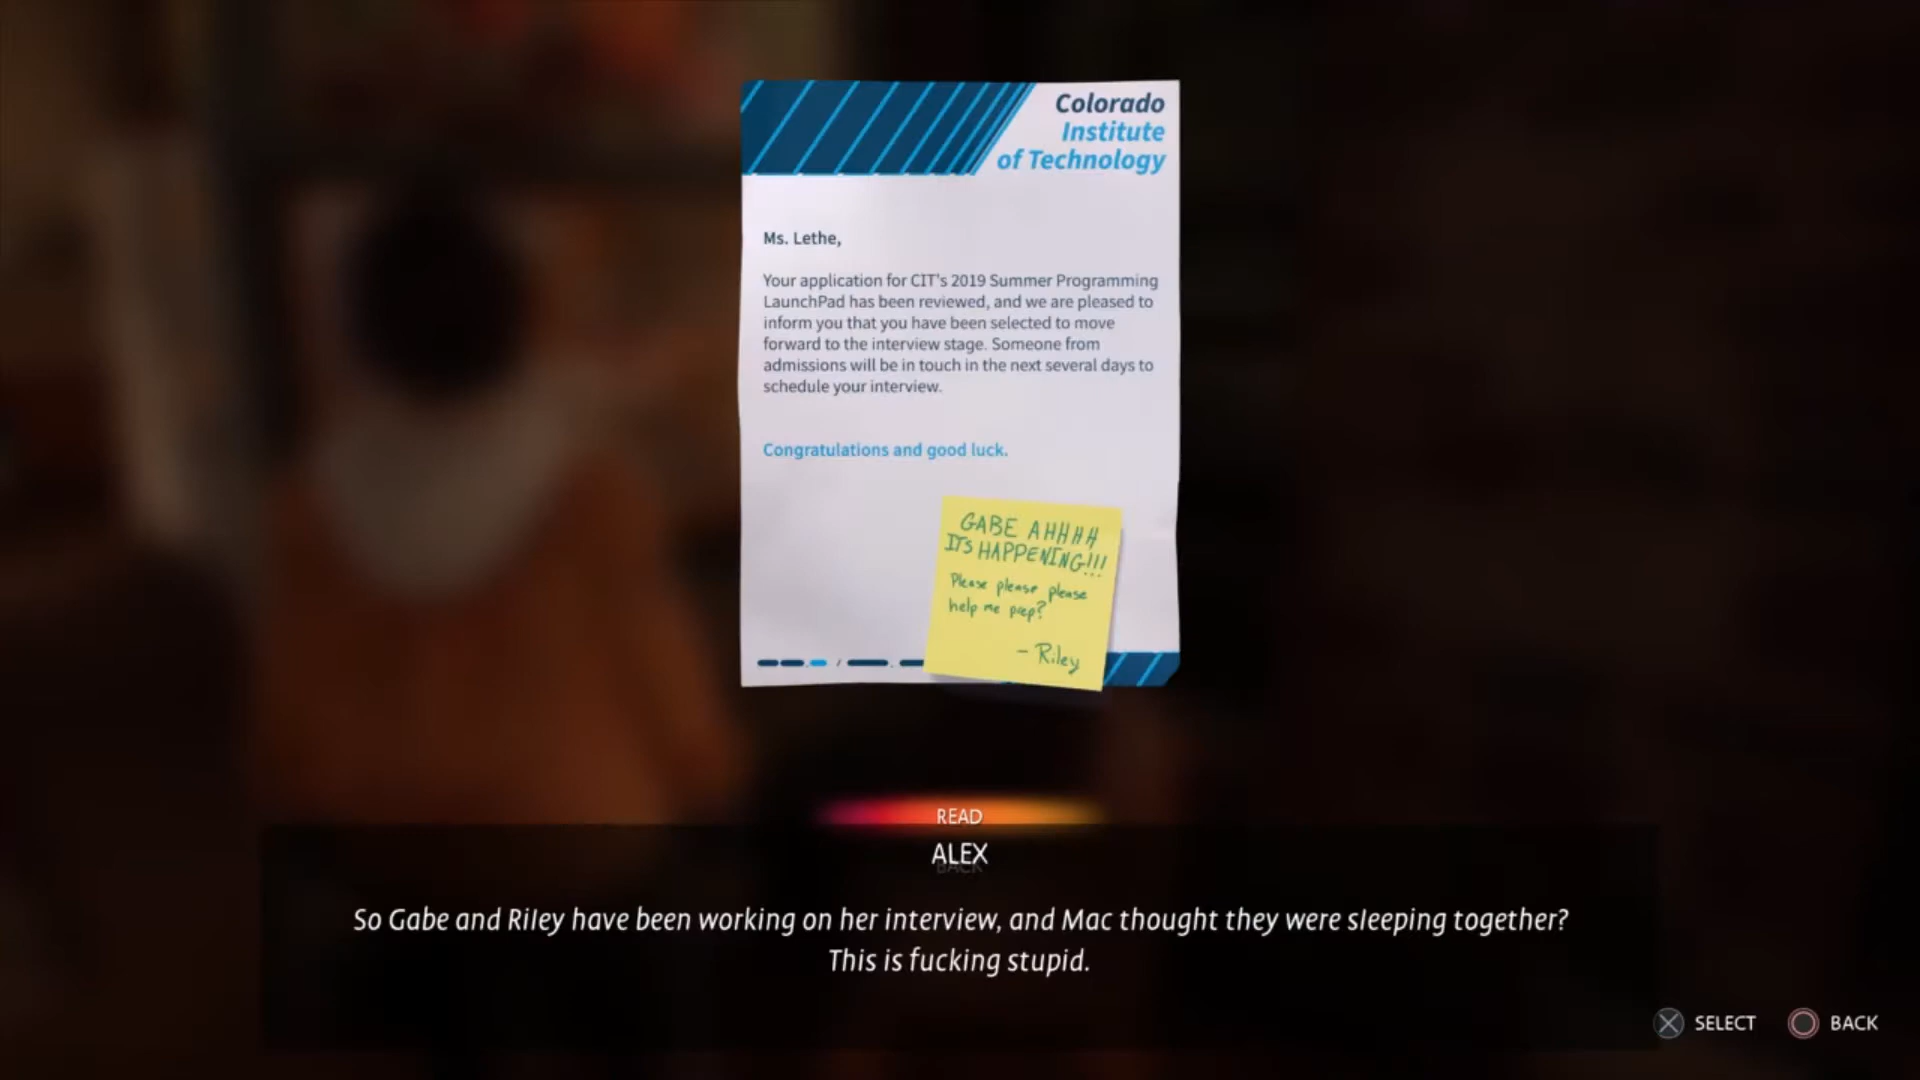 Colorado
Institute
of Technology
Ms. Lethe,
Your application for CIT's 2019 Summer Programming
LaunchPad has been reviewed, and we are pleased to
inform you that you have been selected to move
forward to the interview stage. Someone from
admissions will be in touch in the next several days to
schedule your interview.
Congratulations and good luck.
GABE AHHHH
ITS HAPPENING!!!
Please please please
help me prep?
- Riley
READ
ALEX
BACK
So Gabe and Riley have been working on her interview, and Mac thought they were sleeping together?
This is fucking stupid.
SELECT BACK